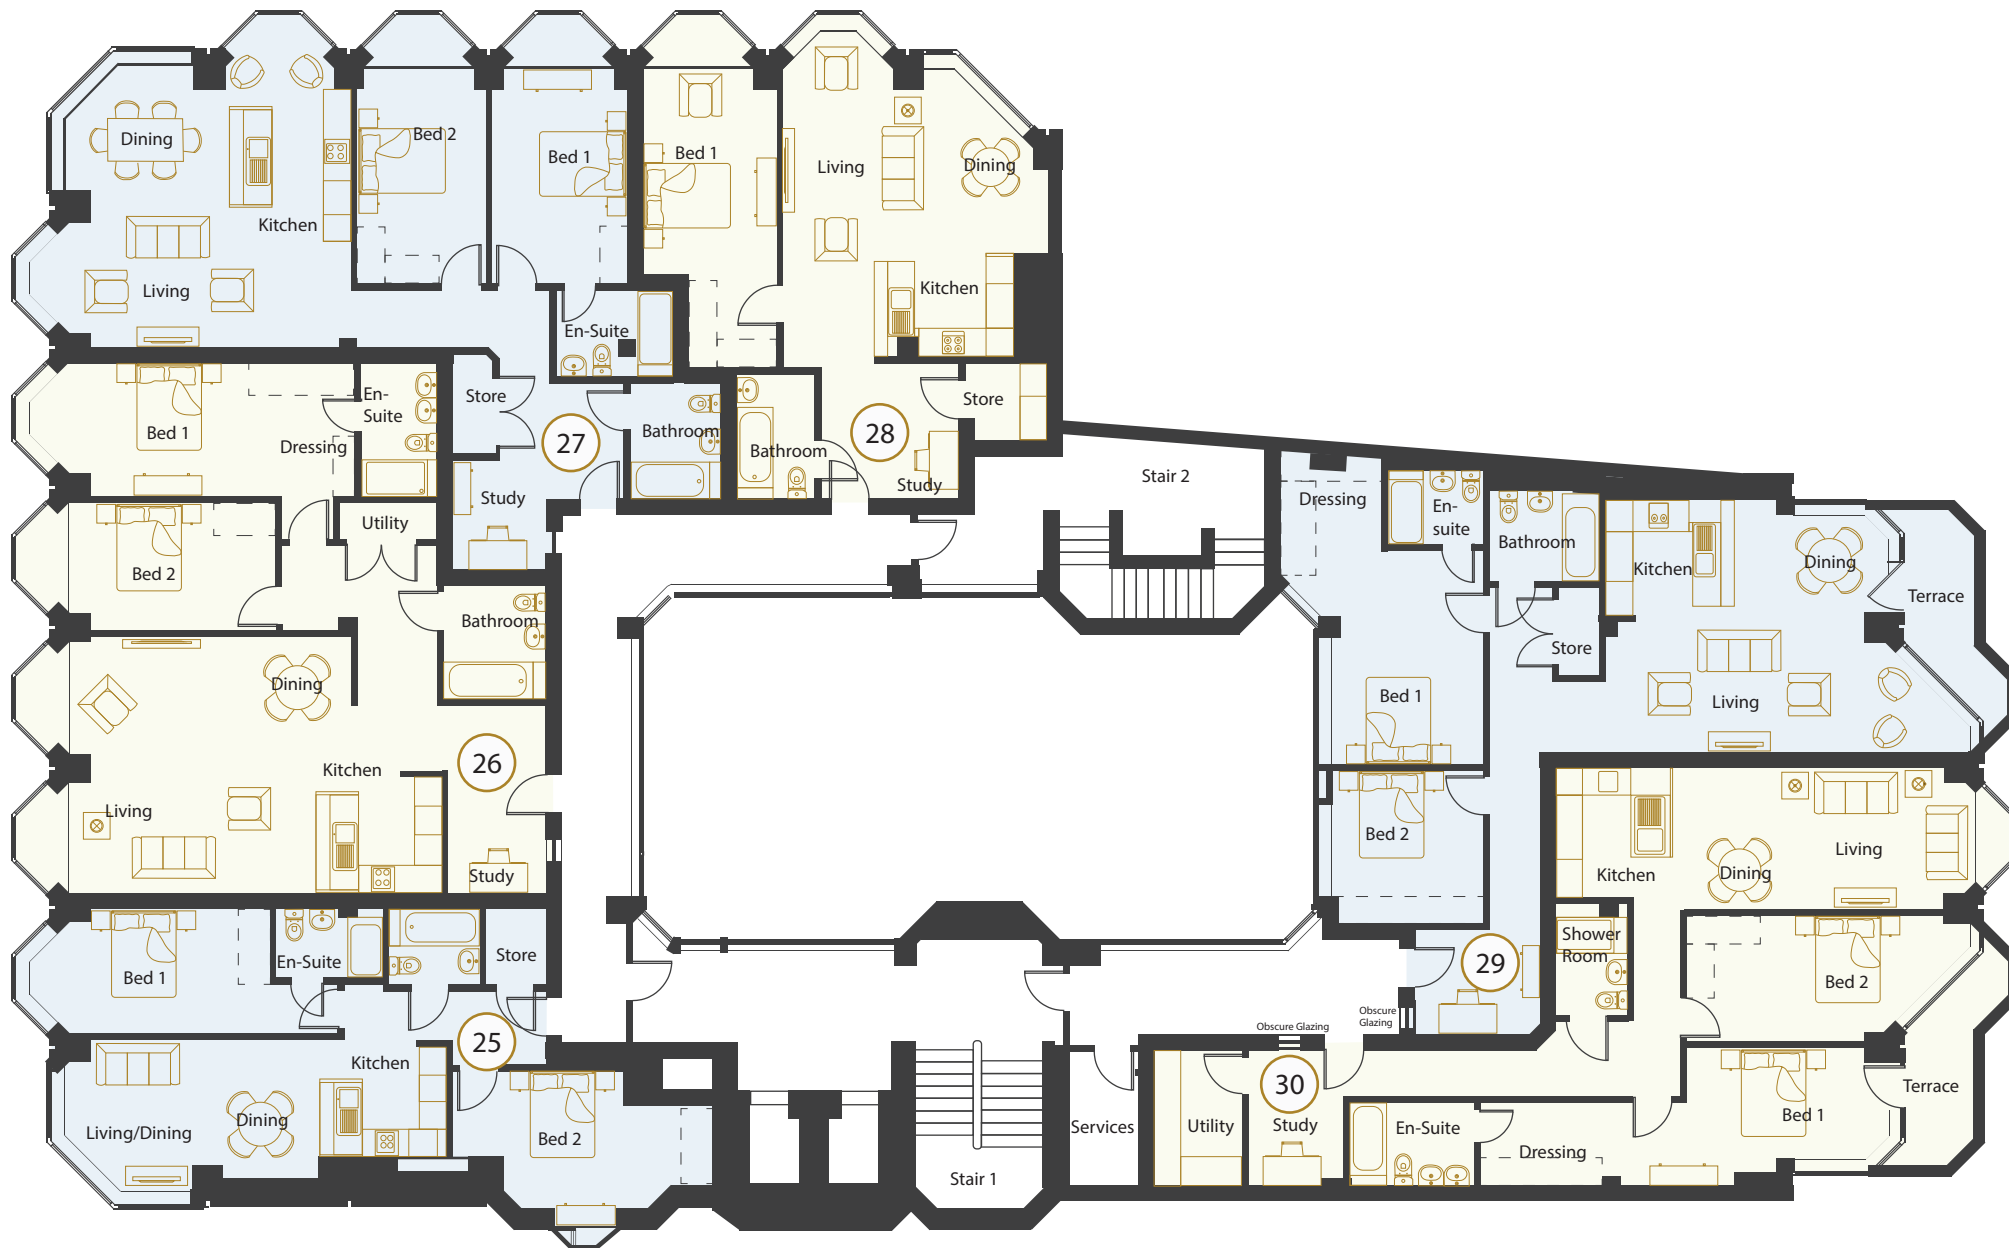 Dining
Kitchen
Living
Bed 2
Bed 1
En-Suite
Store
27
Bathroom
Study
Bed 1
Living
Dining
Kitchen
Bathroom
28
Study
Store
Bed 1
Dressing
En-
Suite
Utility
Bed 2
Bathroom
Dining
Kitchen
26
Living
Study
Bed 1
En-Suite
Store
25
Kitchen
Living/Dining
Dining
Bed 2
Stair 2
Dressing
En-
suite
Bathroom
Kitchen
Dining
Terrace
Store
Bed 1
Living
Bed 2
29
Obscure
Glazing
Obscure Glazing
Kitchen
Dining
Living
Shower
Room
Bed 2
Terrace
Bed 1
30
Study
Utility
En-Suite
Dressing
Services
Stair 1